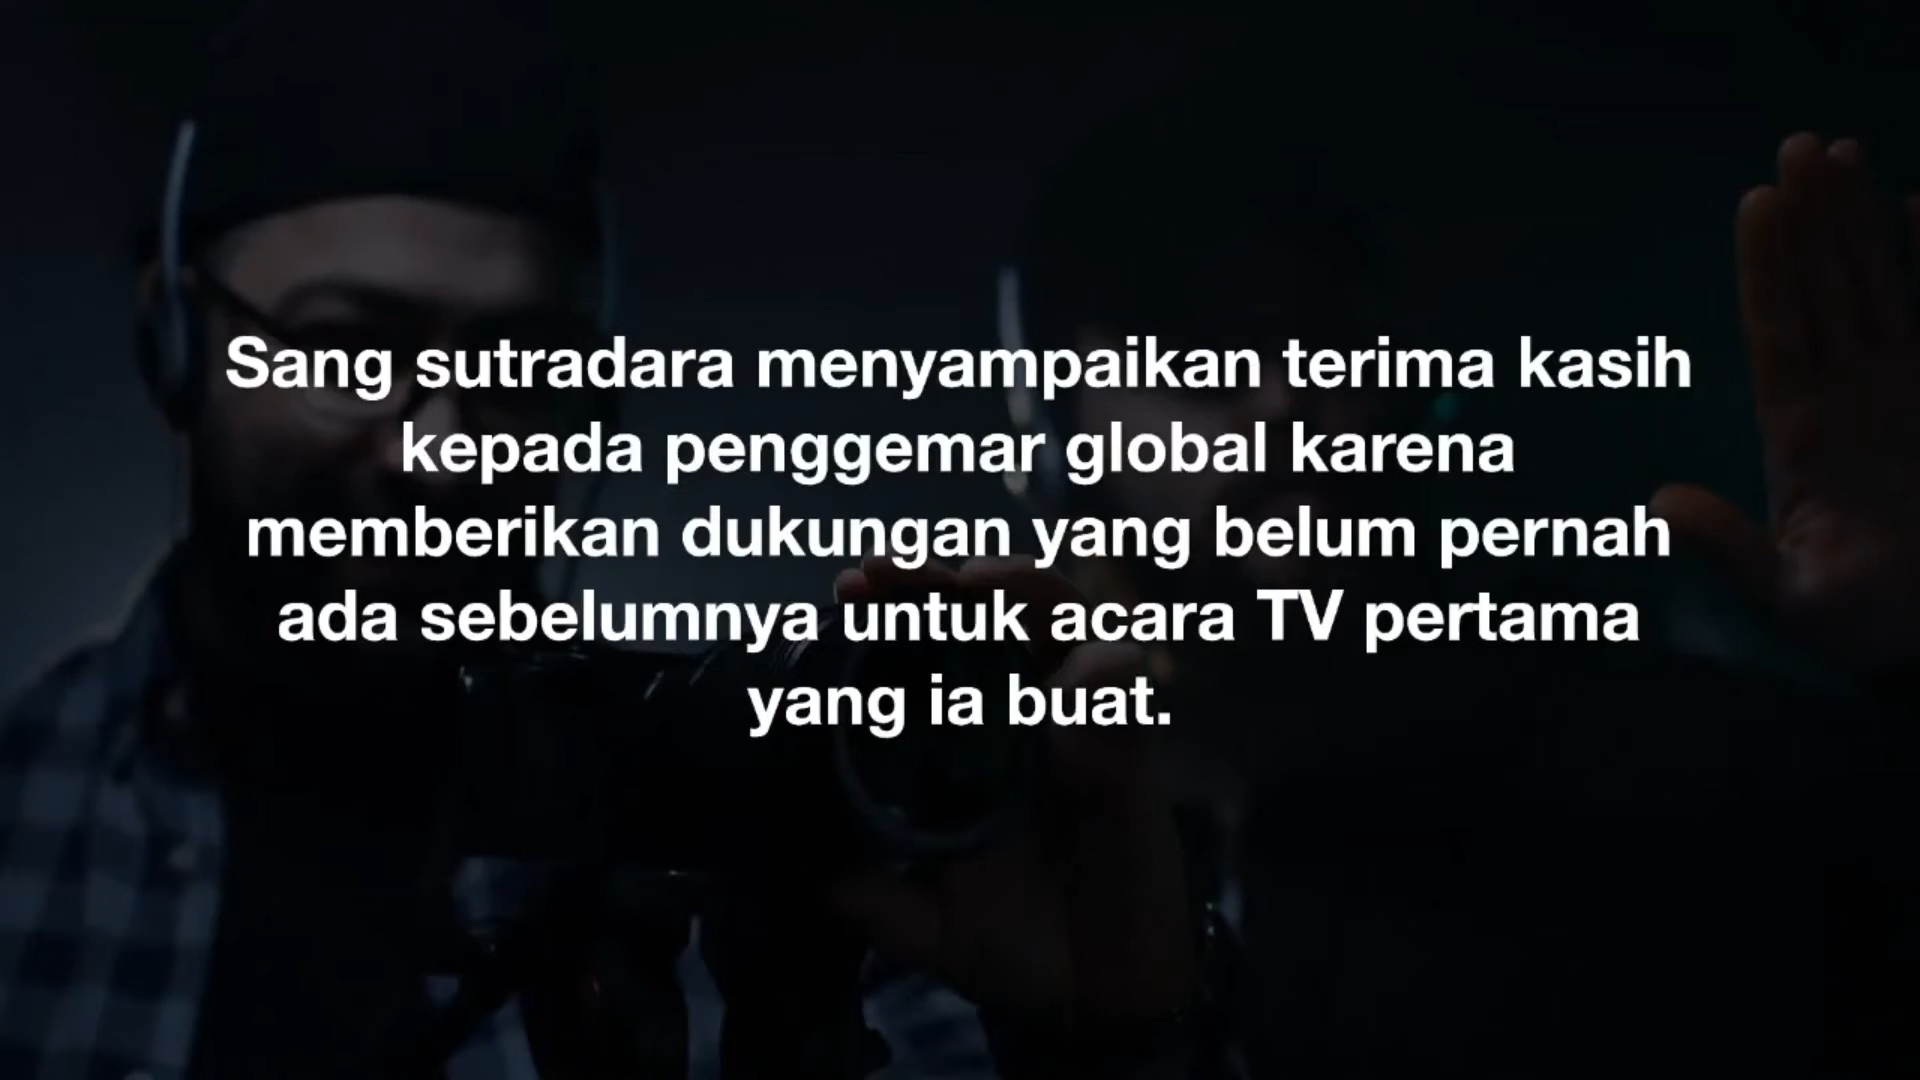 Sang sutradara menyampaikan terima kasih
kepada penggemar global karena
memberikan dukungan yang belum pernah
ada sebelumnya untuk acara TV pertama
yang ia buat.